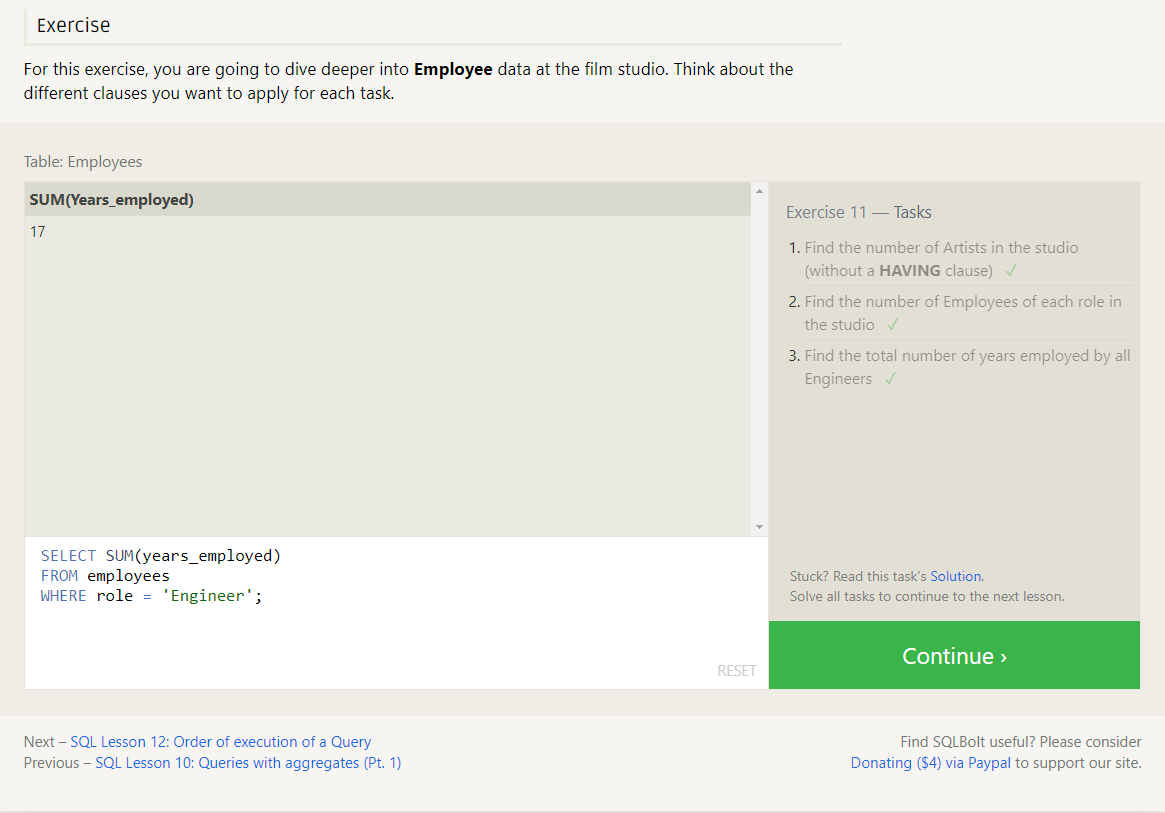 Exercise
For this exercise, you are going to dive deeper into Employee data at the film studio. Think about the
different clauses you want to apply for each task.
Table: Employees
SUM(Years_employed)
17
SELECT SUM(years_employed)
FROM employees
WHERE role = 'Engineer';
RESET
Exercise 11 — Tasks
1. Find the number of Artists in the studio
(without a HAVING clause) ✓
2. Find the number of Employees of each role in
the studio ✓
3. Find the total number of years employed by all
Engineers ✓
Stuck? Read this task's Solution.
Solve all tasks to continue to the next lesson.
Continue ›
Next – SQL Lesson 12: Order of execution of a Query
Previous – SQL Lesson 10: Queries with aggregates (Pt. 1)
Find SQLBolt useful? Please consider
Donating ($4) via Paypal to support our site.